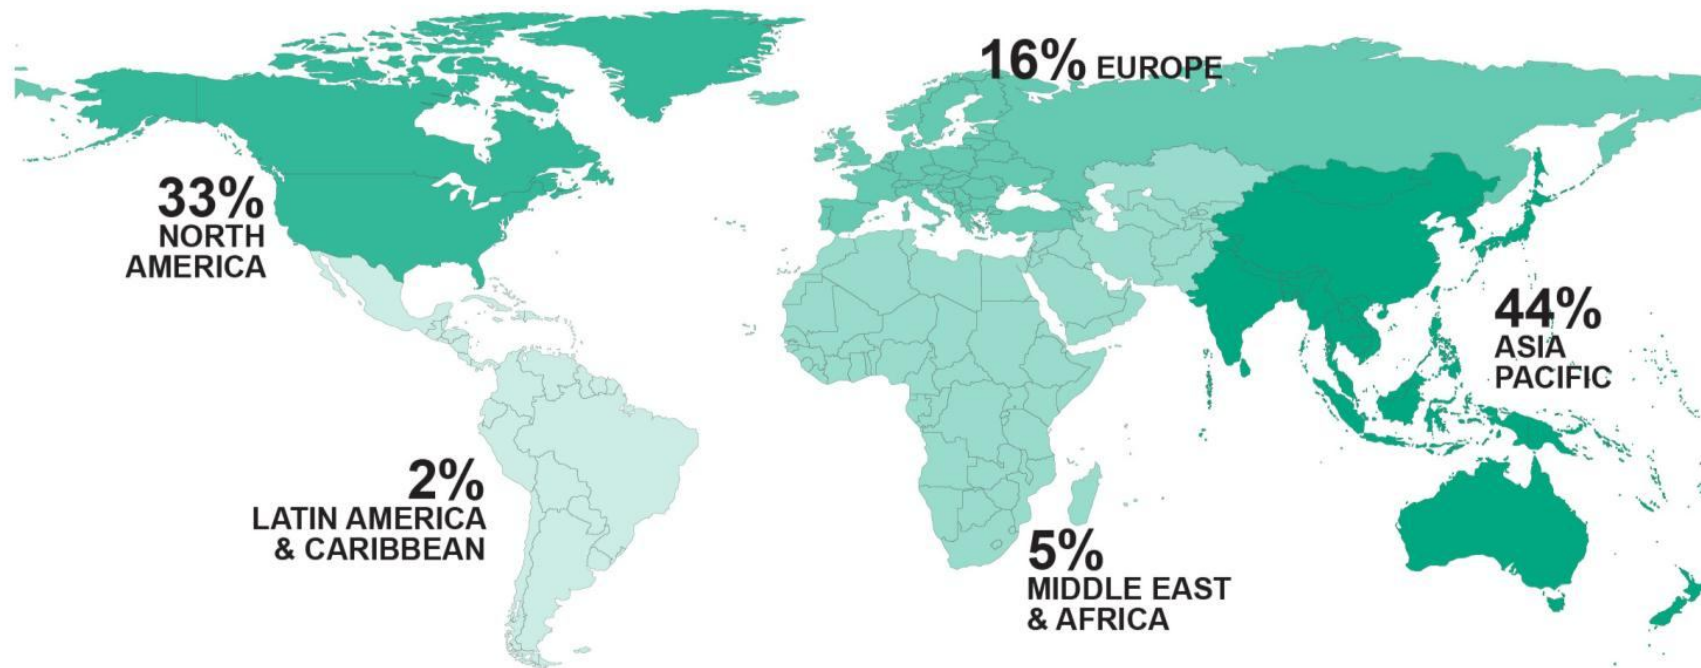 16% EUROPE
33%
NORTH
AMERICA
44%
ASIA
PACIFIC
2%
LATIN AMERICA
& CARIBBEAN
5%
MIDDLE EAST
& AFRICA